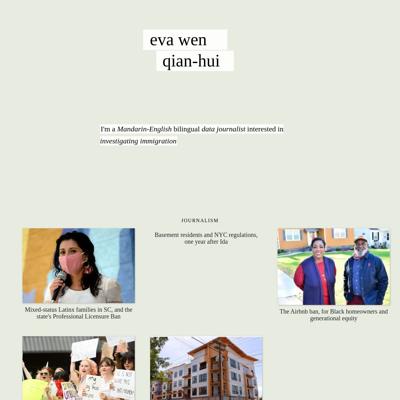 eva wen
qian-hui
I'm a Mandarin-English bilingual data journalist interested in
investigating immigration
JOURNALISM
Basement residents and NYC regulations,
one year after Ida
Mixed-status Latinx families in SC, and the
state's Professional Licensure Ban
The Airbnb ban, for Black homeowners and
generational equity